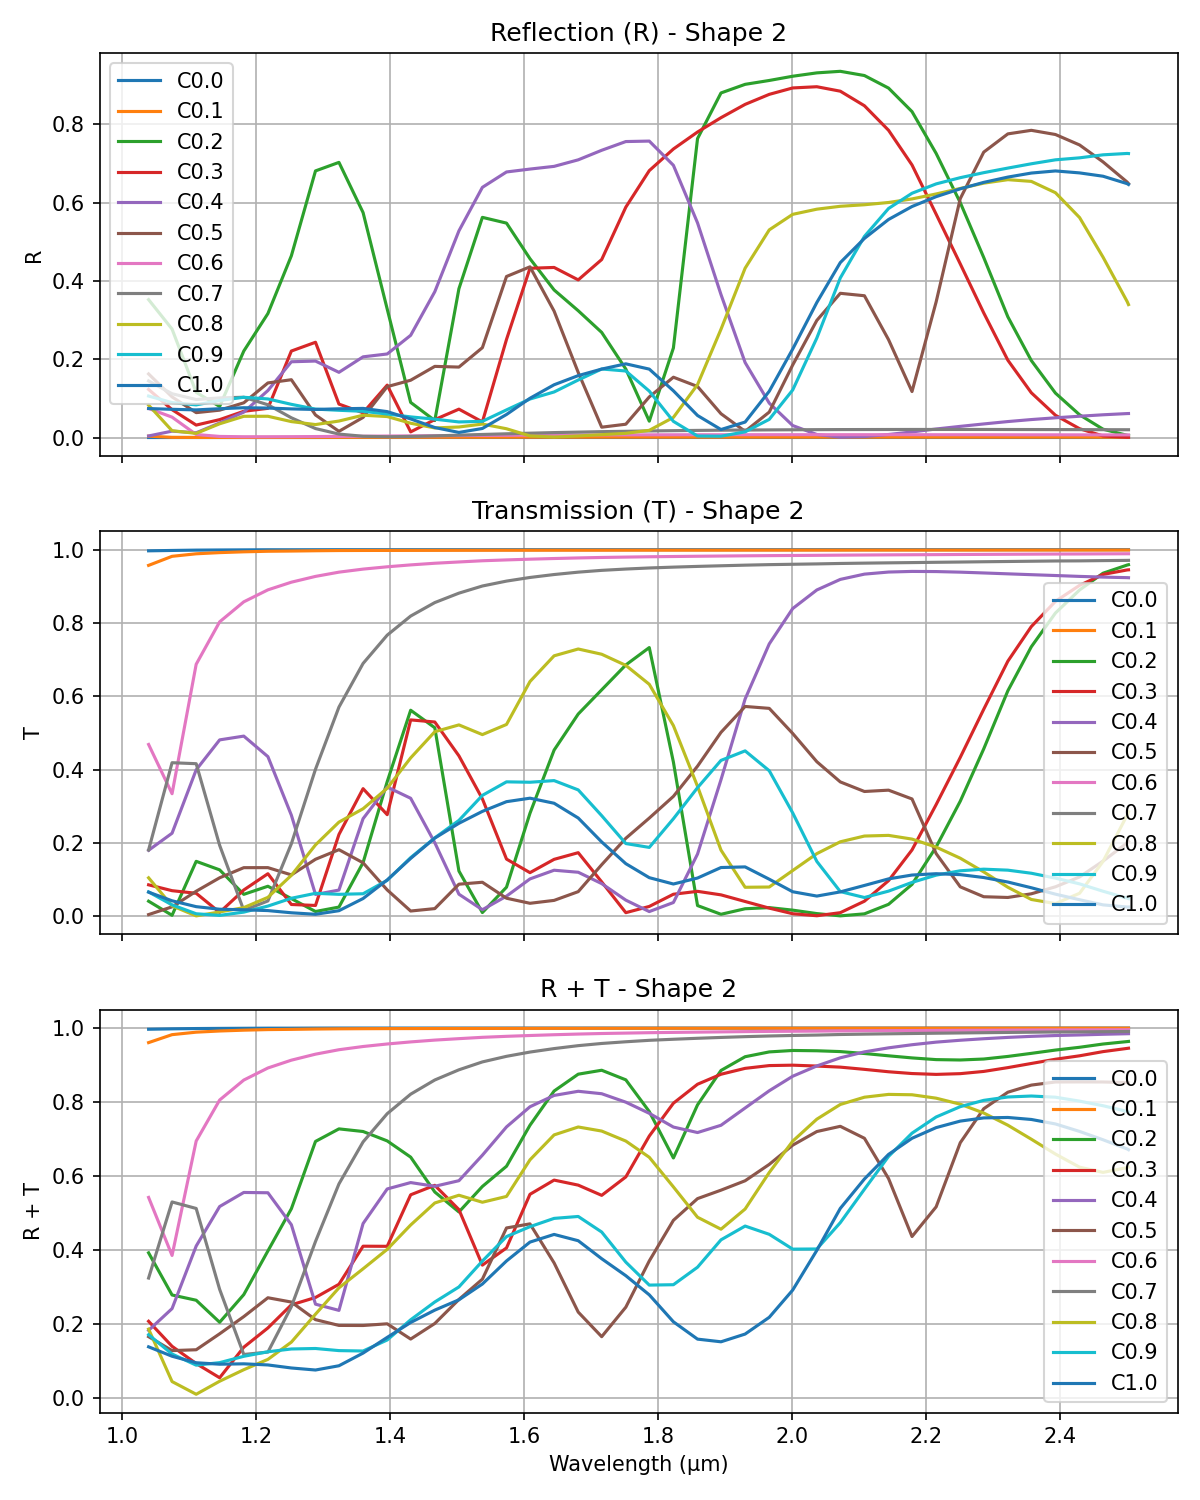 Reflection (R) - Shape 2
R
0.8
0.6
0.4
0.2
0.0
C0.0
C0.1
C0.2
C0.3
C0.4
C0.5
C0.6
C0.7
C0.8
C0.9
C1.0
Transmission (T) - Shape 2
T
1.0
0.8
0.6
0.4
0.2
0.0
C0.0
C0.1
C0.2
C0.3
C0.4
C0.5
C0.6
C0.7
C0.8
C0.9
C1.0
R + T - Shape 2
R + T
1.0
0.8
0.6
0.4
0.2
0.0
C0.0
C0.1
C0.2
C0.3
C0.4
C0.5
C0.6
C0.7
C0.8
C0.9
C1.0
1.0 1.2 1.4 1.6 1.8 2.0 2.2 2.4
Wavelength (μm)